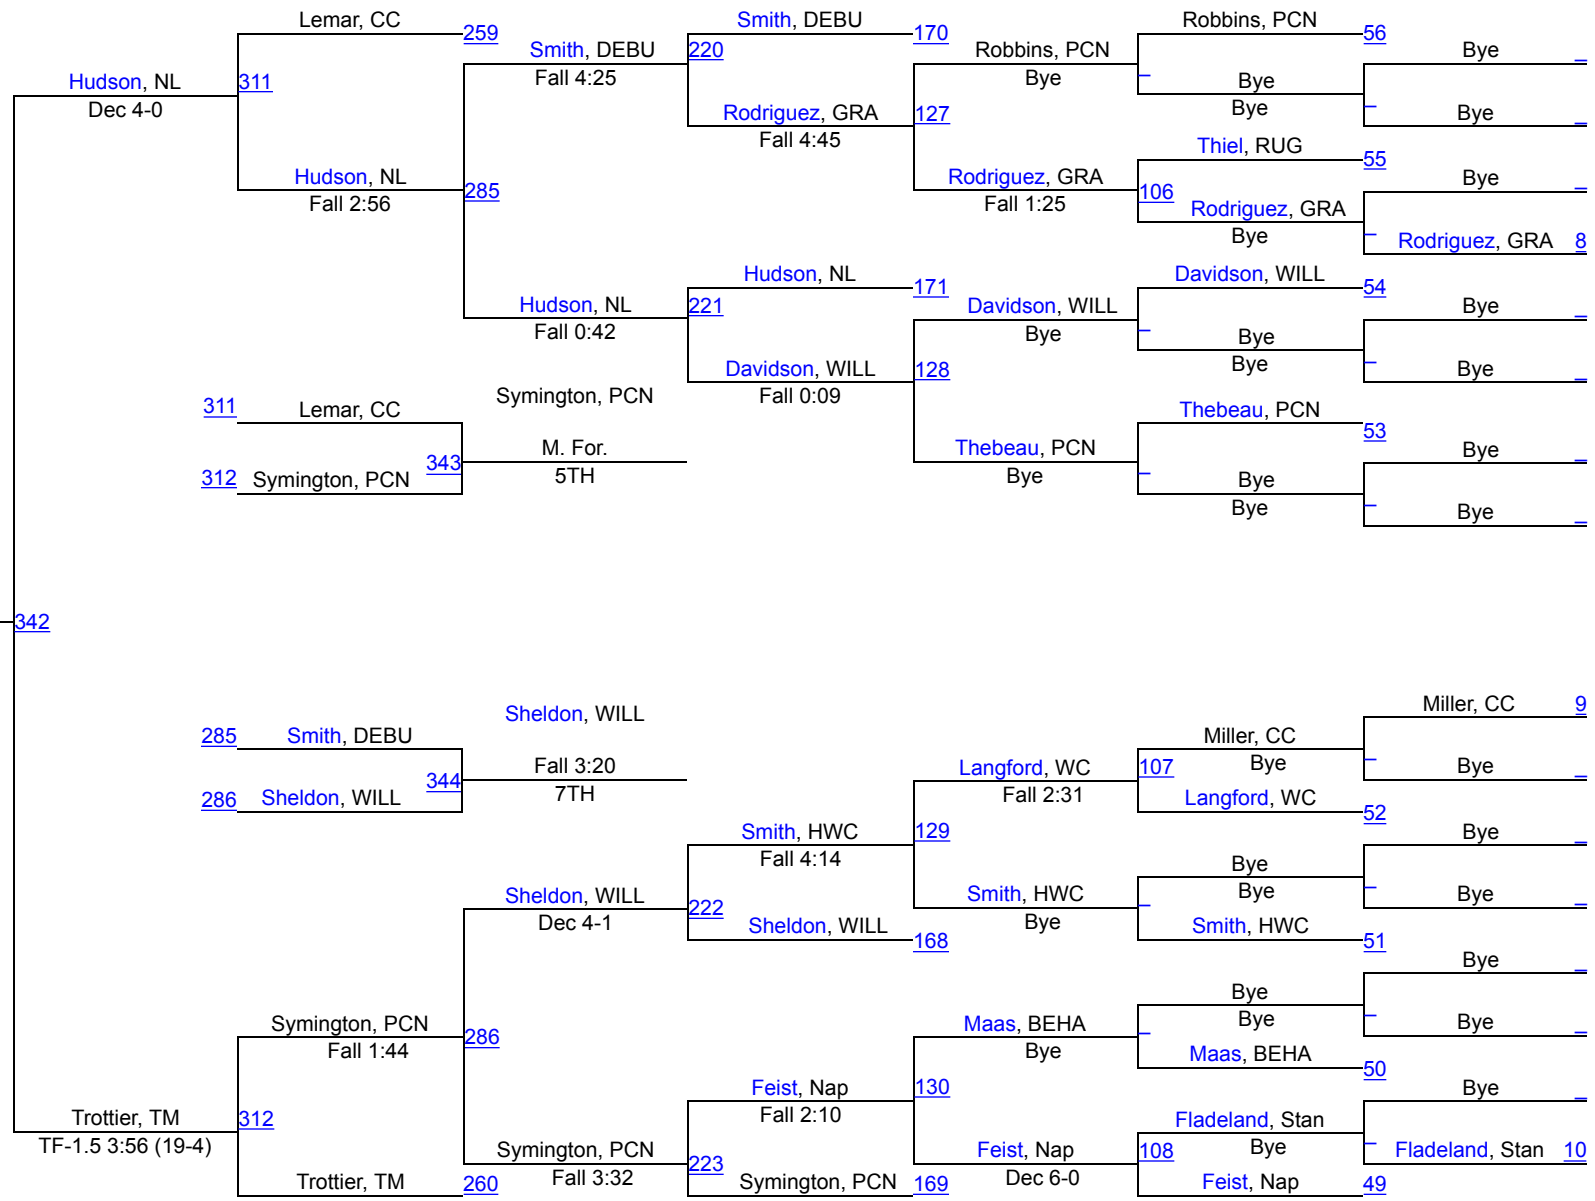 Lemar, CC
259
Smith, DEBU
170
Robbins, PCN
56
Smith, DEBU
Fall 4:25
220
Robbins, PCN
Bye
Bye
Hudson, NL
Dec 4-0
311
Bye
Bye
Bye
Rodriguez, GRA
Fall 4:45
127
Thiel, RUG
55
Hudson, NL
Fall 2:56
285
Rodriguez, GRA
Fall 1:25
106
Bye
Rodriguez, GRA
Bye
Rodriguez, GRA 8
Hudson, NL
171
Davidson, WILL
54
Hudson, NL
Fall 0:42
221
Davidson, WILL
Bye
Bye
Bye
Bye
Bye
Davidson, WILL
Fall 0:09
128
311
Lemar, CC
Symington, PCN
Thebeau, PCN
53
343
M. For.
5TH
Thebeau, PCN
Bye
Bye
312 Symington, PCN
Bye
Bye
Bye
342
Miller, CC 9
Sheldon, WILL
285
Smith, DEBU
Miller, CC
Bye
344
Fall 3:20
7TH
Langford, WC
Fall 2:31
107
Bye
286
Sheldon, WILL
Langford, WC
52
Smith, HWC
Fall 4:14
129
Bye
Bye
Bye
Bye
Sheldon, WILL
Dec 4-1
222
Smith, HWC
Bye
Sheldon, WILL
168
Smith, HWC
51
Bye
Bye
Bye
Symington, PCN
Fall 1:44
286
Maas, BEHA
Bye
Bye
Maas, BEHA
50
Feist, Nap
Fall 2:10
130
Bye
Trottier, TM
TF-1.5 3:56 (19-4)
312
Fladeland, Stan
Bye
Symington, PCN
Fall 3:32
223
Feist, Nap
Dec 6-0
108
Fladeland, Stan 10
Trottier, TM
260
Symington, PCN
169
Feist, Nap
49